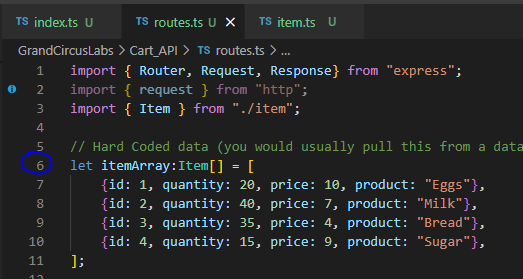 TS index.ts U TS routes.ts U × TS item.ts U
GrandCircusLabs > Cart_API > TS routes.ts > ...
1 import { Router, Request, Response} from "express";
2 import { request } from "http";
3 import { Item } from "./item";
4
5 // Hard Coded data (you would usually pull this from a data
6 let itemArray:Item[] = [
7 {id: 1, quantity: 20, price: 10, product: "Eggs"},
8 {id: 2, quantity: 40, price: 7, product: "Milk"},
9 {id: 3, quantity: 35, price: 4, product: "Bread"},
10 {id: 4, quantity: 15, price: 9, product: "Sugar"},
11 ];
12